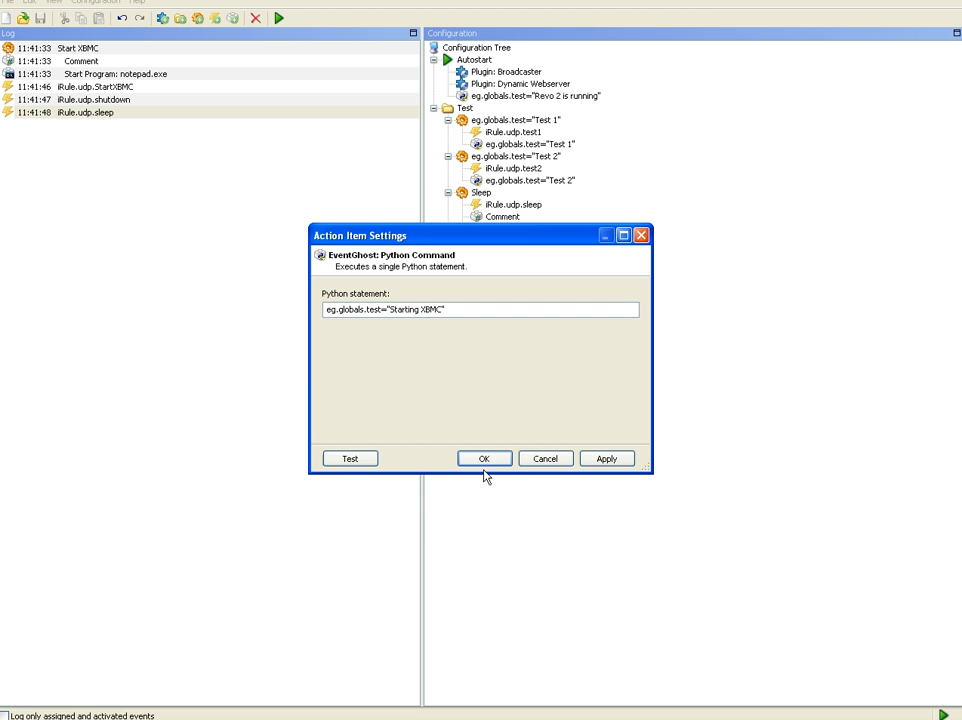 Log
Configuration
11:41:33 Start XBMC
11:41:33 Comment
11:41:33 Start Program: notepad.exe
11:41:46 iRule.udp.StartXBMC
11:41:47 iRule.udp.shutdown
11:41:48 iRule.udp.sleep
Configuration Tree
Autostart
Plugin: Broadcaster
Plugin: Dynamic Webserver
eg.globals.test="Revo 2 is running"
Test
eg.globals.test="Test 1"
iRule.udp.test1
eg.globals.test="Test 1"
eg.globals.test="Test 2"
iRule.udp.test2
eg.globals.test="Test 2"
Sleep
iRule.udp.sleep
Comment
Action Item Settings
EventGhost: Python Command
Executes a single Python statement.
Python statement:
eg.globals.test="Starting XBMC"
Test
OK
Cancel
Apply
Log only assigned and activated events